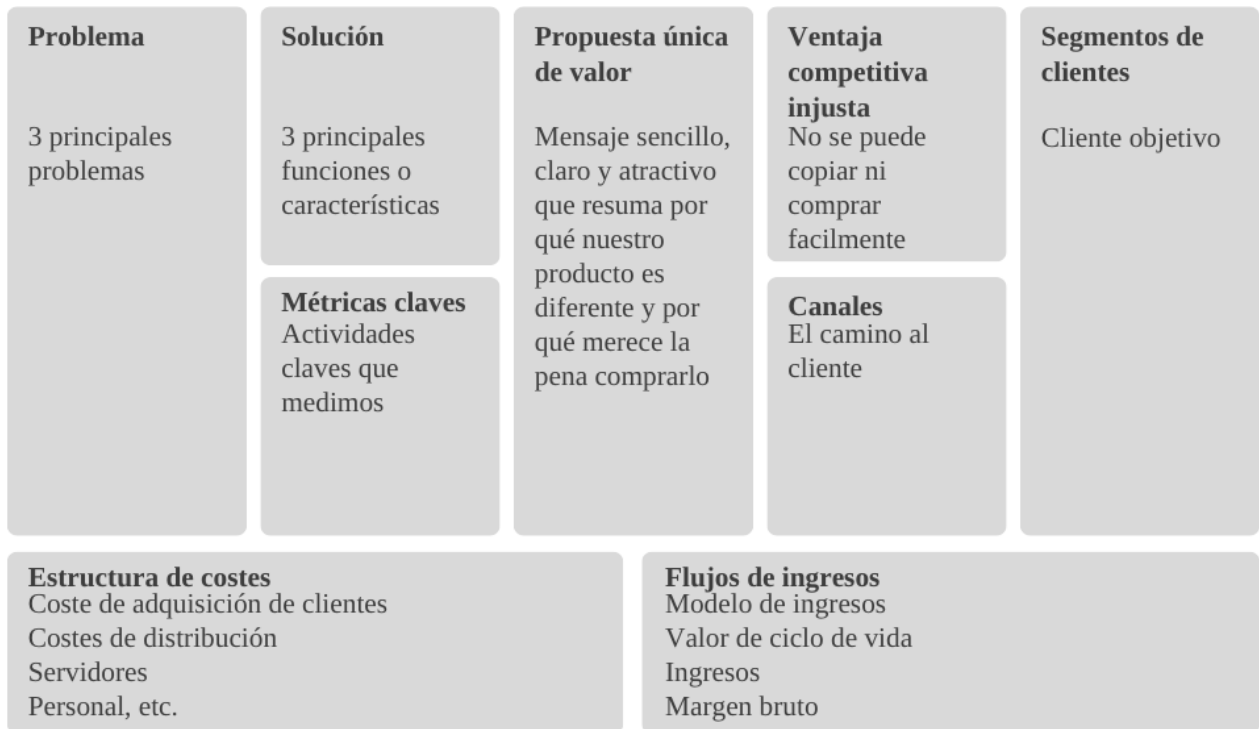 Problema
3 principales
problemas
Solución
3 principales
funciones o
características
Métricas claves
Actividades
claves que
medimos
Propuesta única
de valor
Mensaje sencillo,
claro y atractivo
que resuma por
qué nuestro
producto es
diferente y por
qué merece la
pena comprarlo
Ventaja
competitiva
injusta
No se puede
copiar ni
comprar
facilmente
Canales
El camino al
cliente
Segmentos de
clientes
Cliente objetivo
Estructura de costes
Coste de adquisición de clientes
Costes de distribución
Servidores
Personal, etc.
Flujos de ingresos
Modelo de ingresos
Valor de ciclo de vida
Ingresos
Margen bruto